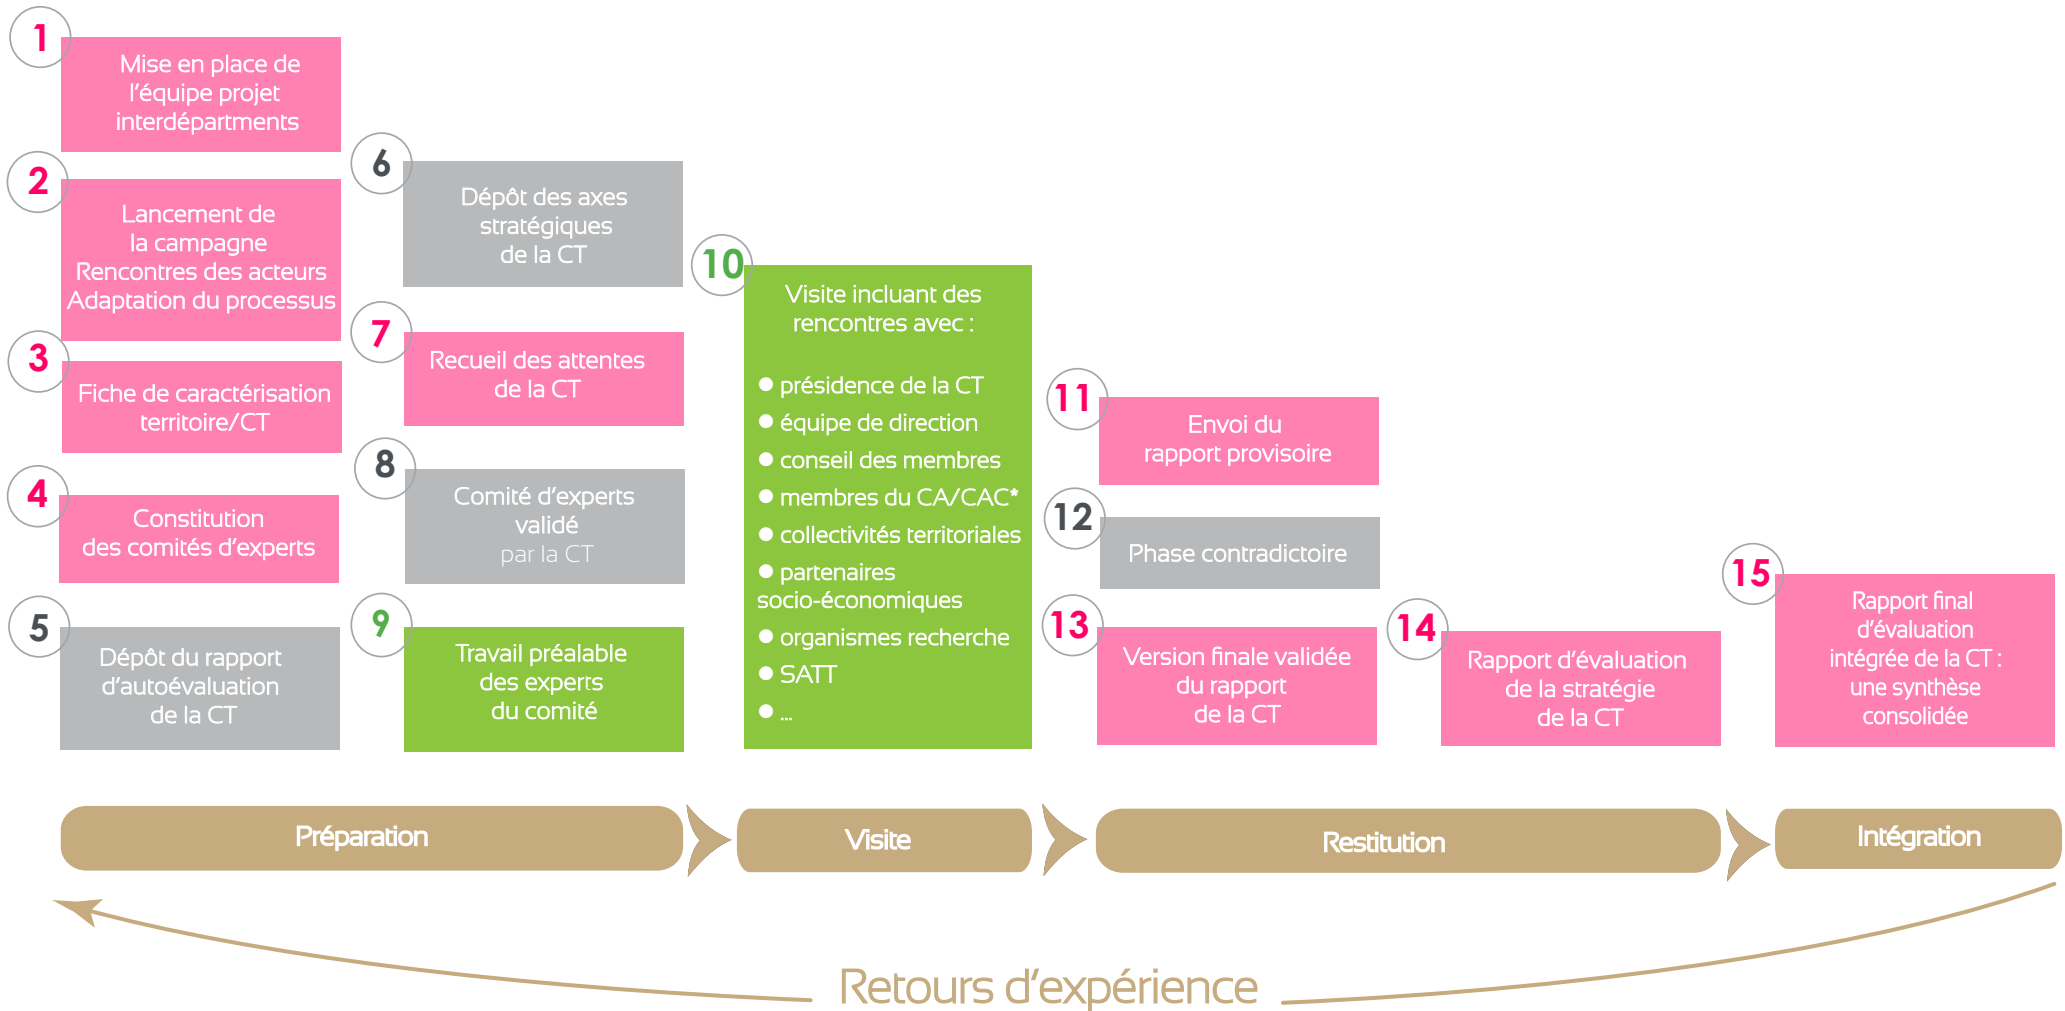 1
Mise en place de
l'équipe projet
interdépartments
2
Lancement de
la campagne
Rencontres des acteurs
Adaptation du processus
3
Fiche de caractérisation
territoire/CT
4
Constitution
des comités d'experts
5
Dépôt du rapport
d'autoévaluation
de la CT
6
Dépôt des axes
stratégiques
de la CT
7
Recueil des attentes
de la CT
8
Comité d'experts
validé
par la CT
9
Travail préalable
des experts
du comité
10
Visite incluant des
rencontres avec :
● présidence de la CT
● équipe de direction
● conseil des membres
● membres du CA/CAC*
● collectivités territoriales
● partenaires
socio-économiques
● organismes recherche
● SATT
● ...
11
Envoi du
rapport provisoire
12
Phase contradictoire
13
Version finale validée
du rapport
de la CT
14
Rapport d'évaluation
de la stratégie
de la CT
15
Rapport final
d'évaluation
intégrée de la CT :
une synthèse
consolidée
Préparation
Visite
Restitution
Intégration
Retours d'expérience